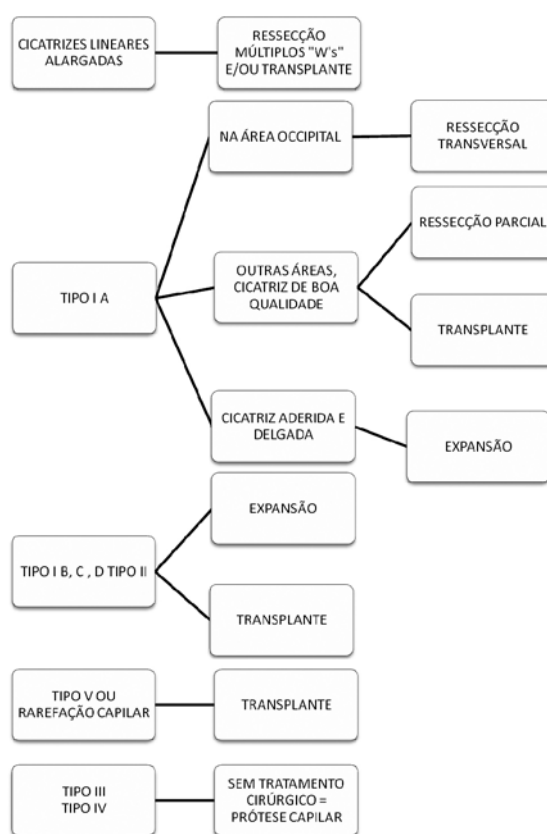 CICATRIZES LINEARES
ALARGADAS
RESSECÇÃO
MÚLTIPLOS "W's"
E/OU TRANSPLANTE
NA ÁREA OCCIPITAL
RESSECÇÃO
TRANSVERSAL
TIPO I A
OUTRAS ÁREAS,
CICATRIZ DE BOA
QUALIDADE
RESSECÇÃO PARCIAL
TRANSPLANTE
CICATRIZ ADERIDA E
DELGADA
EXPANSÃO
TIPO I B, C , D TIPO II
EXPANSÃO
TRANSPLANTE
TIPO V OU
RAREFAÇÃO CAPILAR
TRANSPLANTE
TIPO III
TIPO IV
SEM TRATAMENTO
CIRÚRGICO =
PRÓTESE CAPILAR